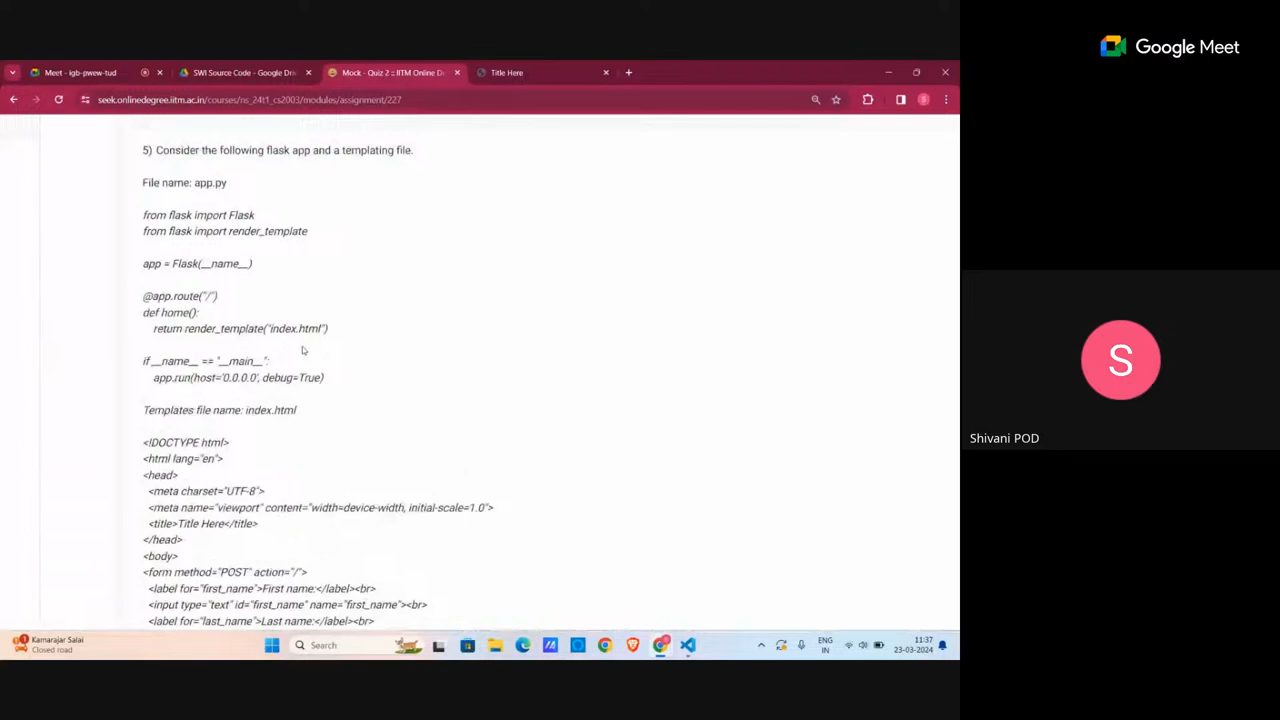 Google Meet
Meet - igb-pwew-tud
SWI Source Code - Google Dri
Mock - Quiz 2 :: IITM Online De
Title Here
seek.onlinedegree.iitm.ac.in/courses/ns_24t1_cs2003/modules/assignment/227
S
5) Consider the following flask app and a templating file.
File name: app.py
from flask import Flask
from flask import render_template
app = Flask(__name__)
@app.route("/")
def home():
return render_template("index.html")
if __name__ == "__main__":
app.run(host='0.0.0.0', debug=True)
Templates file name: index.html
<!DOCTYPE html>
<html lang="en">
<head>
<meta charset="UTF-8">
<meta name="viewport" content="width=device-width, initial-scale=1.0">
<title>Title Here</title>
</head>
<body>
<form method="POST" action="/">
<label for="first_name">First name:</label><br>
<input type="text" id="first_name" name="first_name"><br>
<label for="last_name">Last name:</label><br>
S
Shivani POD
1
Kamarajar Salai
Closed road
Search
ENG
IN
11:37
23-03-2024